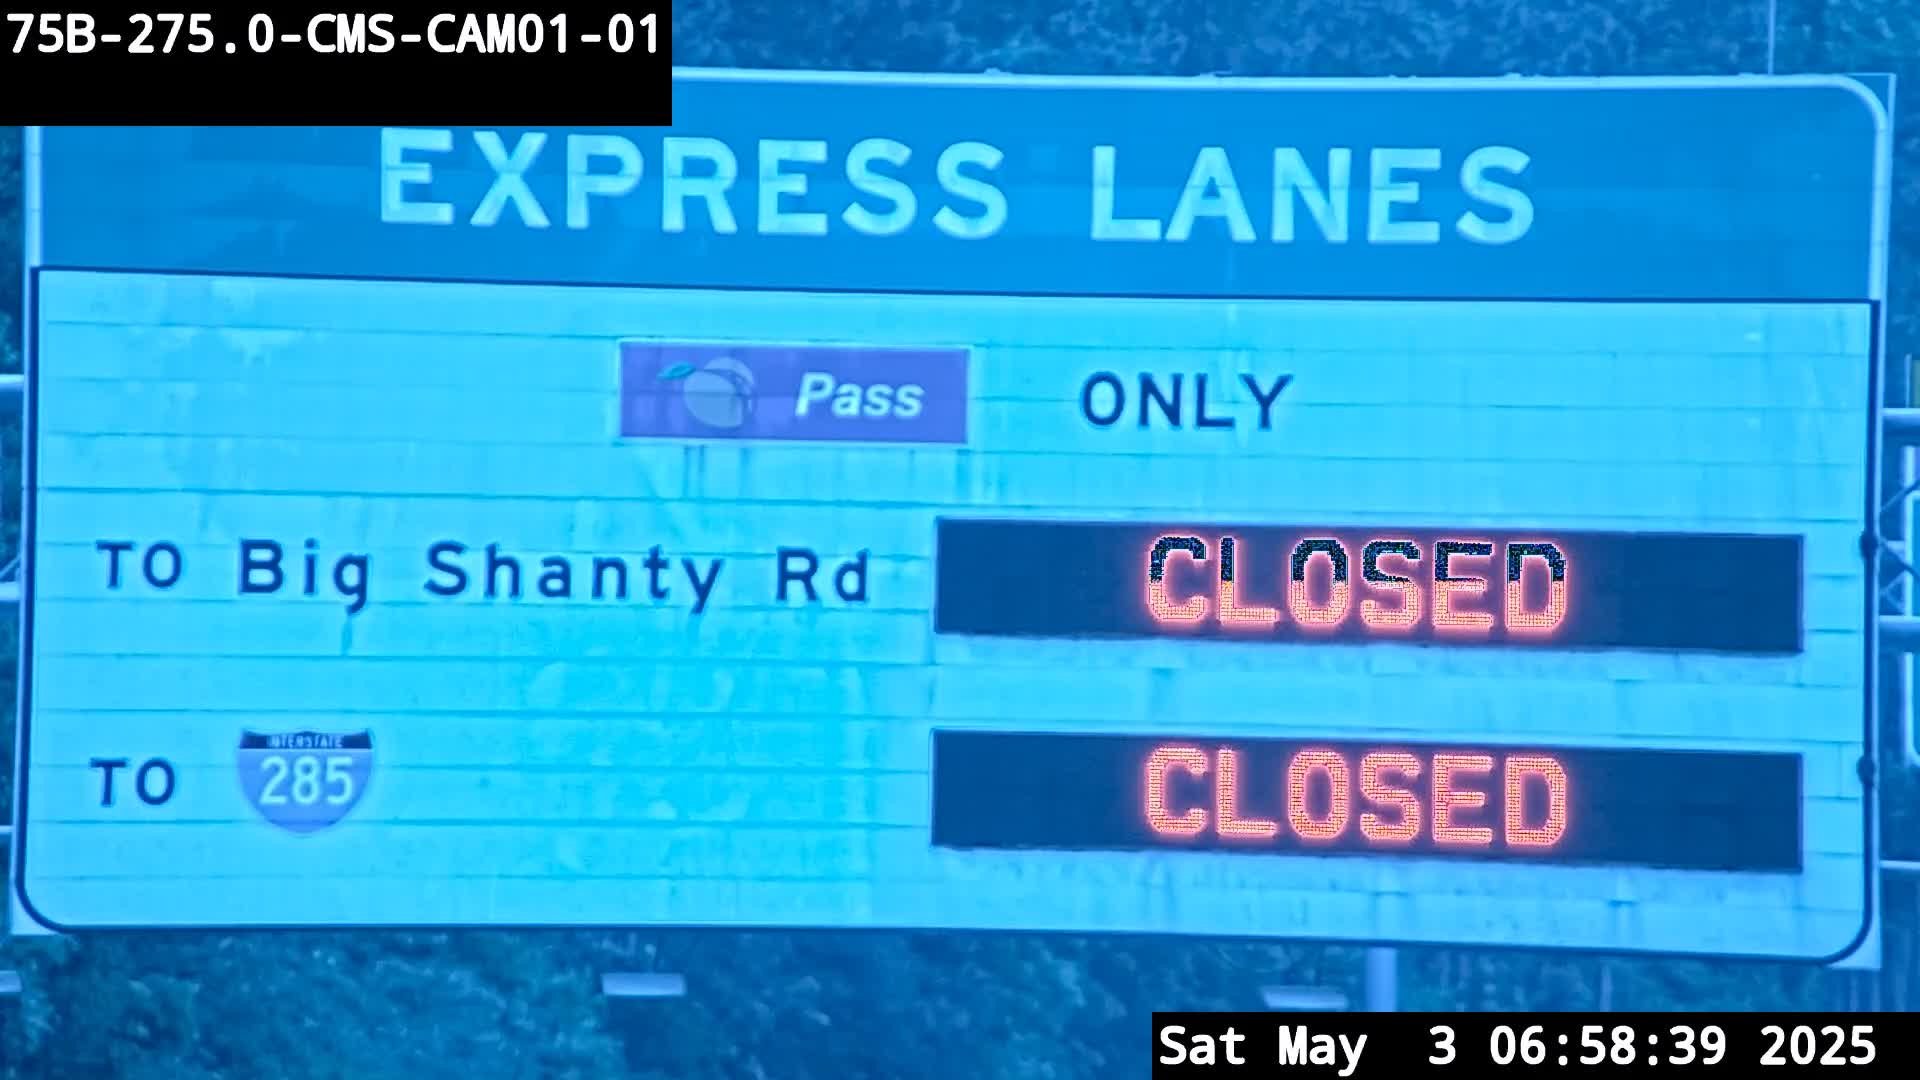 75B-275.0-CMS-CAM01-01
EXPRESS LANES
Pass ONLY
TO Big Shanty Rd CLOSED
INTERSTATE
TO 285 CLOSED
Sat May 3 06:58:39 2025